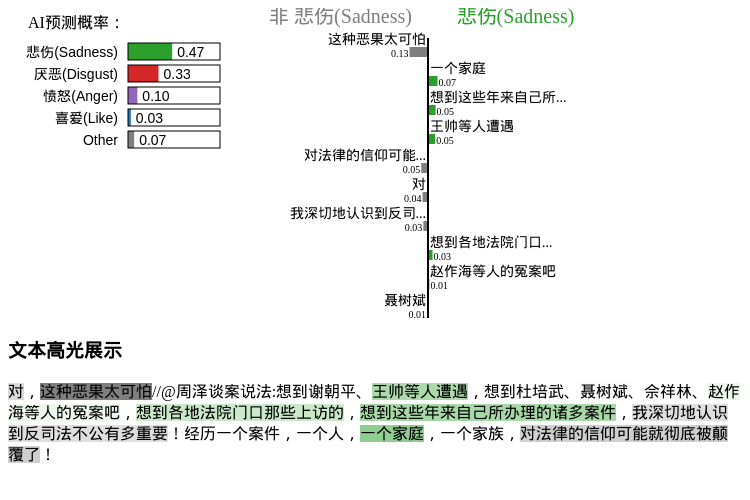 AI预测概率：
悲伤(Sadness) 0.47
厌恶(Disgust) 0.33
愤怒(Anger) 0.10
喜爱(Like) 0.03
Other 0.07
非 悲伤(Sadness) 悲伤(Sadness)
这种恶果太可怕
0.13
一个家庭
0.07
想到这些年来自己所...
0.05
王帅等人遭遇
0.05
对法律的信仰可能...
0.05
对
0.04
我深切地认识到反司...
0.03
想到各地法院门口...
0.03
赵作海等人的冤案吧
0.01
聂树斌
0.01
文本高光展示
对，这种恶果太可怕//@周泽谈案说法:想到谢朝平、王帅等人遭遇，想到杜培武、聂树斌、佘祥林、赵作
海等人的冤案吧，想到各地法院门口那些上访的，想到这些年来自己所办理的诸多案件，我深切地认识
到反司法不公有多重要！经历一个案件，一个人，一个家庭，一个家族，对法律的信仰可能就彻底被颠
覆了！